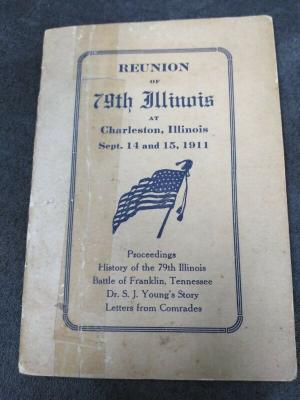 REUNION
OF
79th Illinois
AT
Charleston, Illinois
Sept. 14 and 15, 1911
Proceedings
History of the 79th Illinois
Battle of Franklin, Tennessee
Dr. S. J. Young's Story
Letters from Comrades